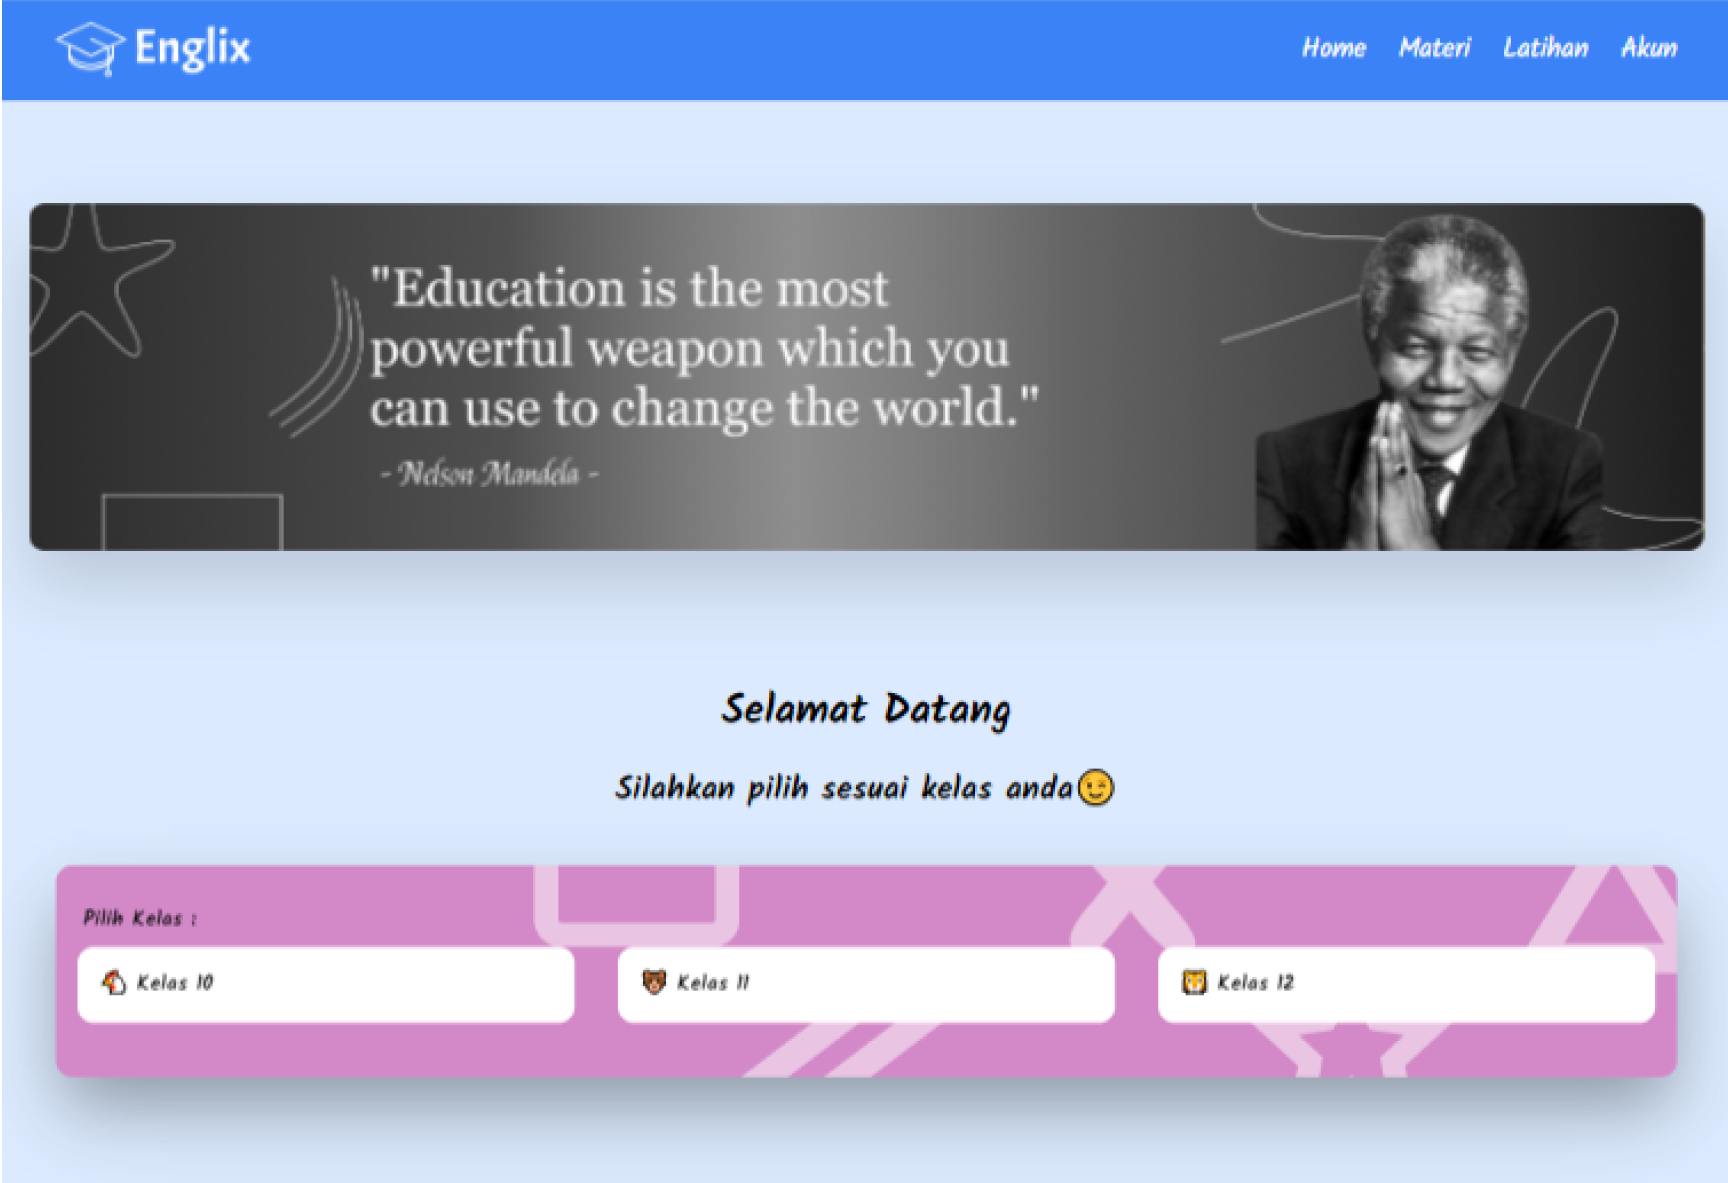 Englix
Home Materi Latihan Akun
"Education is the most
powerful weapon which you
can use to change the world."
- Nelson Mandela -
Selamat Datang
Silahkan pilih sesuai kelas anda😉
Pilih Kelas :
🐔 Kelas 10
🐻 Kelas 11
🐯 Kelas 12